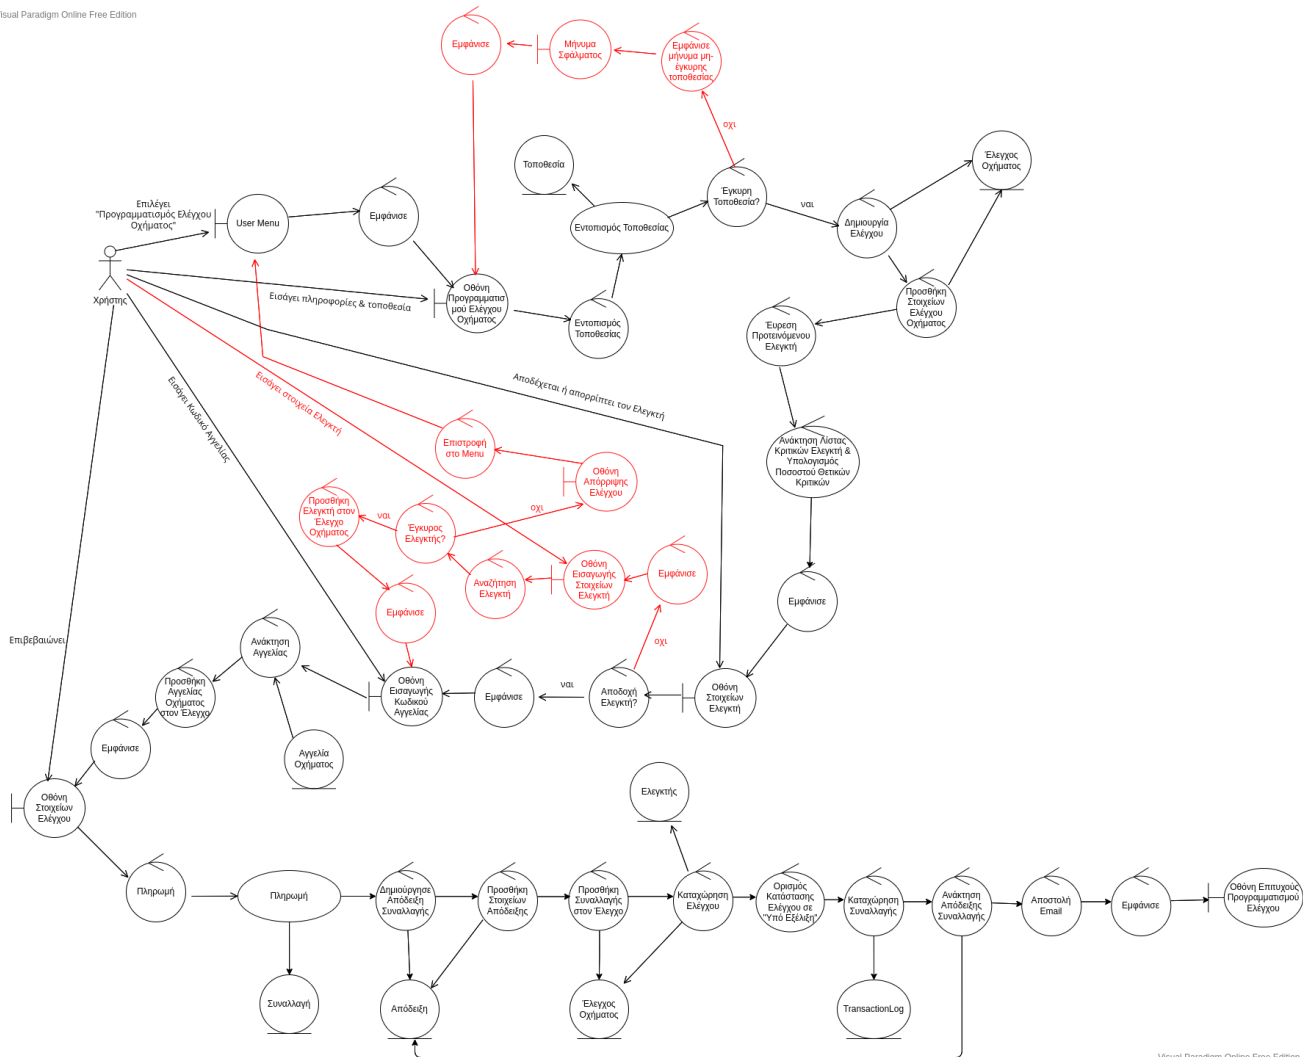 Visual Paradigm Online Free Edition
Εμφάνισε
Μήνυμα
Σφάλματος
Εμφάνισε
μήνυμα μη-
έγκυρης
τοποθεσίας
οχι
Τοποθεσία
Έγκυρη
Τοποθεσία?
ναι
Έλεγχος
Οχήματος
Επιλέγει
"Προγραμματισμός Ελέγχου
Οχήματος"
User Menu
Εμφάνισε
Εντοπισμός Τοποθεσίας
Δημιουργία
Ελέγχου
Χρήστης
Εισάγει πληροφορίες & τοποθεσία
Οθόνη
Προγραμματισ
μού Ελέγχου
Οχήματος
Εντοπισμός
Τοποθεσίας
Προσθήκη
Στοιχείων
Ελέγχου
Οχήματος
Έυρεση
Προτεινόμενου
Ελεγκτή
Αποδέχεται ή απορρίπτει τον Ελεγκτή
Εισάγει στοιχεία Ελεγκτή
Εισάγει Κωδικό Αγγελίας
Επιστροφή
στο Menu
Οθόνη
Απόρριψης
Ελέγχου
Ανάκτηση Λίστας
Κριτικών Ελεγκτή &
Υπολογισμός
Ποσοστού Θετικών
Κριτικών
Προσθήκη
Ελεγκτή στον
Έλεγχο
Οχήματος
ναι
Έγκυρος
Ελεγκτής?
οχι
Αναζήτηση
Ελεγκτή
Οθόνη
Εισαγωγής
Στοιχείων
Ελεγκτή
Εμφάνισε
Εμφάνισε
Εμφάνισε
οχι
Επιβεβαιώνει
Ανάκτηση
Αγγελίας
Προσθήκη
Αγγελίας
Οχήματος
στον Έλεγχο
Οθόνη
Εισαγωγής
Κωδικού
Αγγελίας
Εμφάνισε
ναι
Αποδοχή
Ελεγκτή?
Οθόνη
Στοιχείων
Ελεγκτή
Εμφάνισε
Αγγελία
Οχήματος
Οθόνη
Στοιχείων
Ελέγχου
Ελεγκτής
Πληρωμή
Πληρωμή
Δημιούργησε
Απόδειξη
Συναλλαγής
Προσθήκη
Στοιχείων
Απόδειξης
Προσθήκη
Συναλλαγής
στον Έλεγχο
Καταχώρηση
Ελέγχου
Ορισμός
Κατάστασης
Ελέγχου σε
"Υπό Εξέλιξη"
Καταχώρηση
Συναλλαγής
Ανάκτηση
Απόδειξης
Συναλλαγής
Αποστολή
Email
Εμφάνισε
Οθόνη Επιτυχούς
Προγραμματισμού
Ελέγχου
Συναλλαγή
Απόδειξη
Έλεγχος
Οχήματος
TransactionLog
Visual Paradigm Online Free Edition